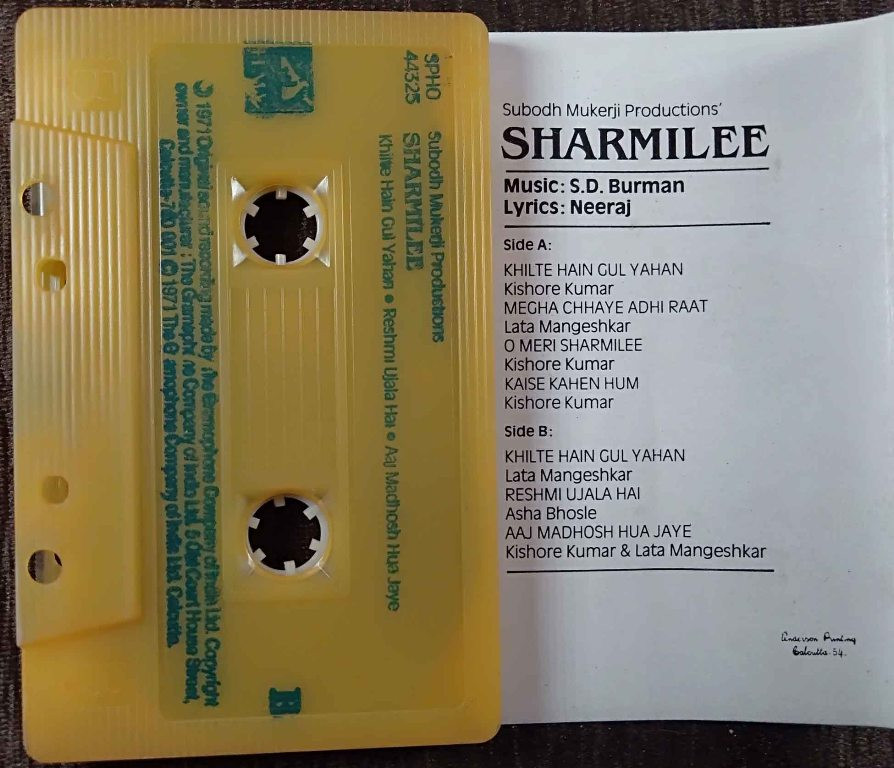 SPHO
44325
Subodh Mukerji Productions
SHARMILEE
Khilte Hain Gul Yahan • Reshmi Ujala Hai • Aaj Madhosh Hua Jaye
Ⓟ 1971 Original sound recording made by The Gramophone Company of India Ltd. Copyright
owner and manufacturer: The Gramophone Company of India Ltd. 6 Old Court House Street,
Calcutta-700 001 © 1971 The Gramophone Company of India Ltd. Calcutta
B
Subodh Mukerji Productions'
SHARMILEE
Music: S.D. Burman
Lyrics: Neeraj
Side A:
KHILTE HAIN GUL YAHAN
Kishore Kumar
MEGHA CHHAYE ADHI RAAT
Lata Mangeshkar
O MERI SHARMILEE
Kishore Kumar
KAISE KAHEN HUM
Kishore Kumar
Side B:
KHILTE HAIN GUL YAHAN
Lata Mangeshkar
RESHMI UJALA HAI
Asha Bhosle
AAJ MADHOSH HUA JAYE
Kishore Kumar & Lata Mangeshkar
Anderson Printing
Calcutta-54.